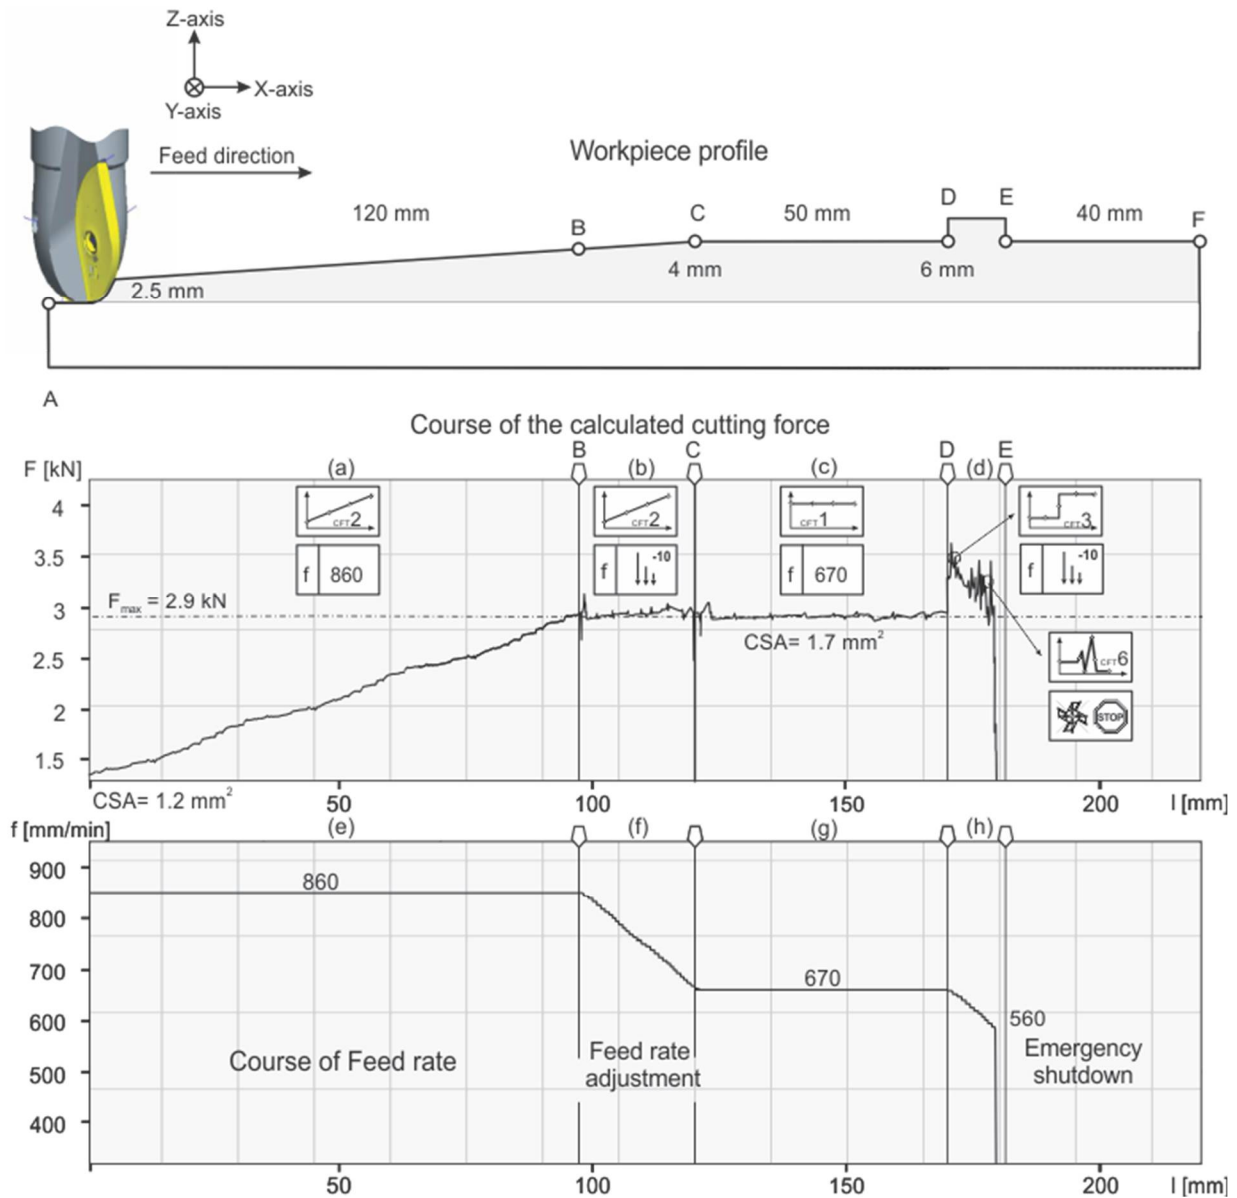 Z-axis
X-axis
Y-axis
Feed direction
Workpiece profile
120 mm
B
C
50 mm
D
E
40 mm
F
2.5 mm
4 mm
6 mm
A
Course of the calculated cutting force
F [kN]
(a)
B
(b)
C
(c)
D
(d)
E
4
3.5
3
2.5
2
1.5
CFT2
f 860
CFT2
f -10
CFT1
f 670
CFT3
f -10
Fmax = 2.9 kN
CSA= 1.7 mm2
CFT6
STOP
CSA= 1.2 mm2
50
100
150
200
l [mm]
f [mm/min]
(e)
(f)
(g)
(h)
900
800
700
600
500
400
860
670
560
Course of Feed rate
Feed rate
adjustment
Emergency
shutdown
50
100
150
200
l [mm]